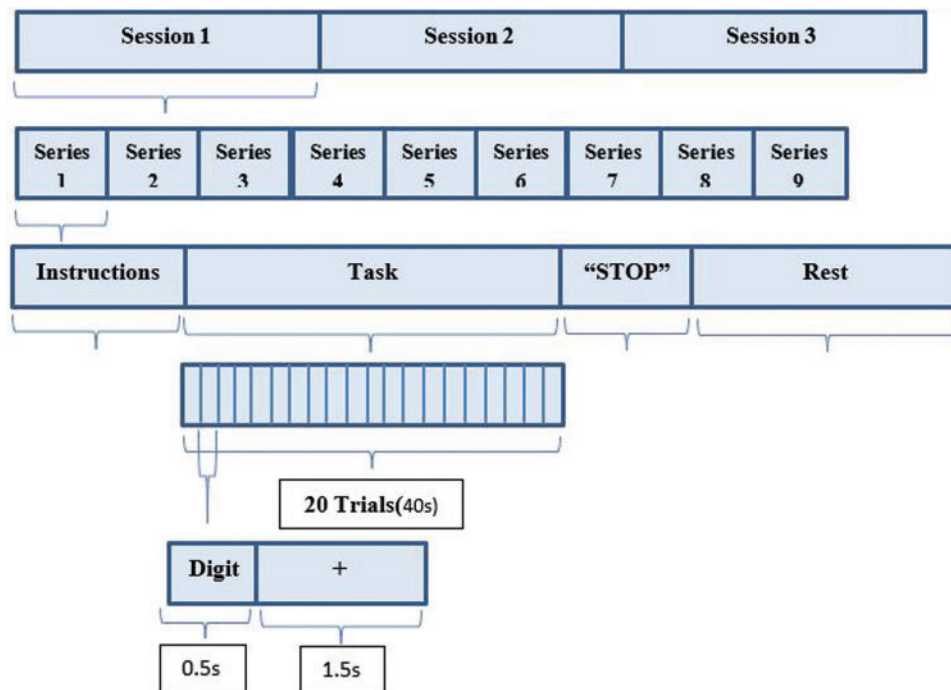 Session 1
Session 2
Session 3
Series
1
Series
2
Series
3
Series
4
Series
5
Series
6
Series
7
Series
8
Series
9
Instructions
Task
“STOP”
Rest
20 Trials(40s)
Digit
+
0.5s
1.5s